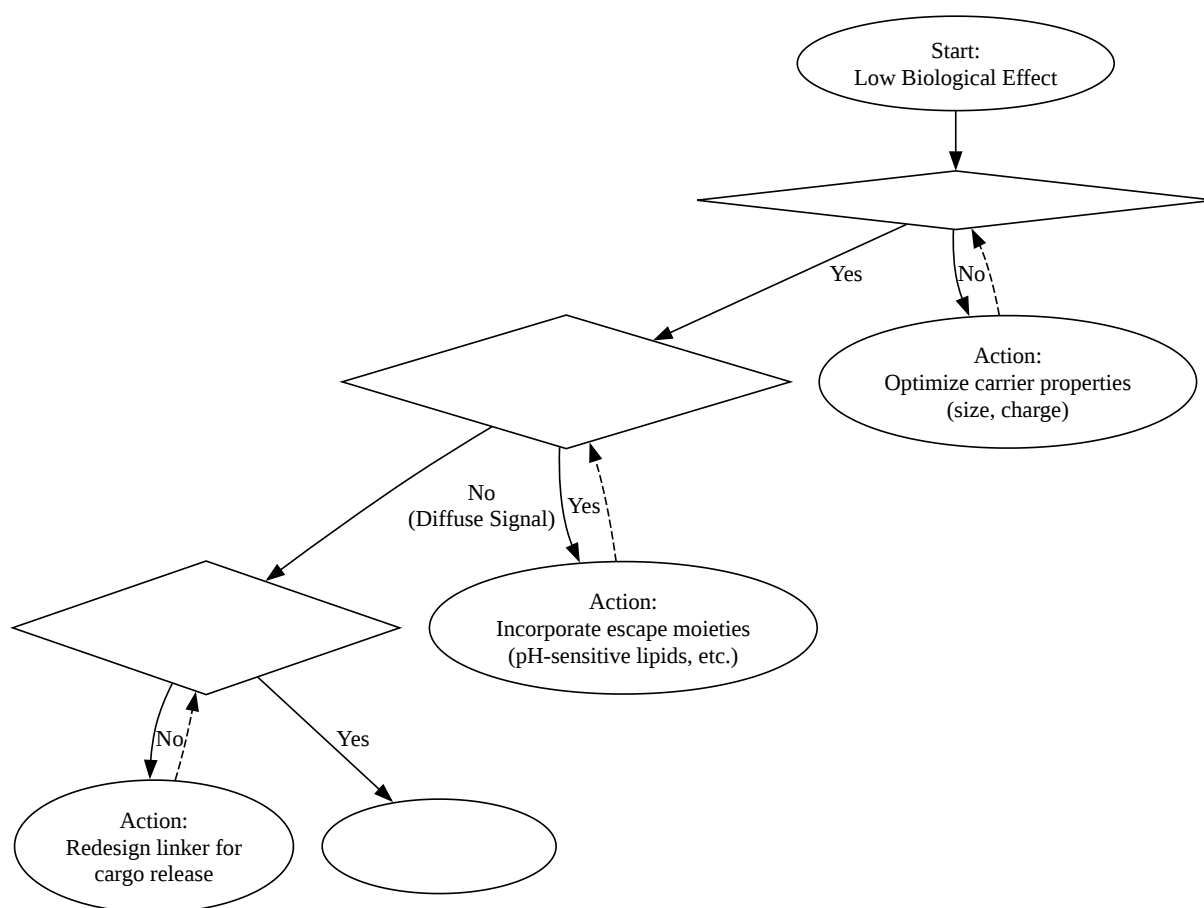 Start:
Low Biological Effect
Yes
No
Action:
Optimize carrier properties
(size, charge)
No
(Diffuse Signal)
Yes
Action:
Incorporate escape moieties
(pH-sensitive lipids, etc.)
No
Yes
Action:
Redesign linker for
cargo release